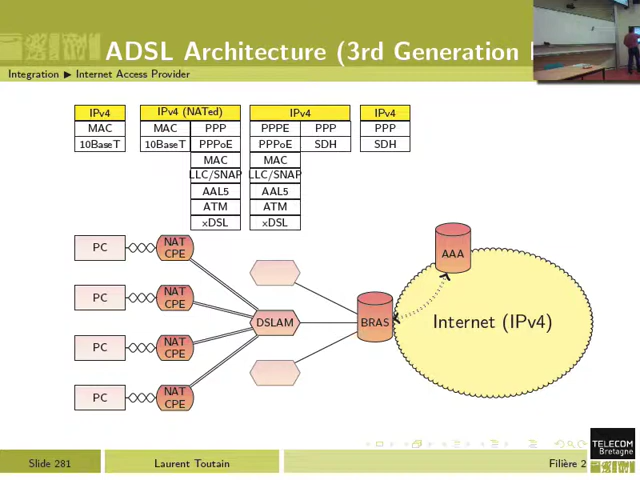 ADSL Architecture (3rd Generation
Integration ▶ Internet Access Provider
IPv4
MAC
10BaseT
IPv4 (NATed)
MAC PPP
10BaseT PPPoE
MAC
LLC/SNAP
AAL5
ATM
xDSL
IPv4
PPPE PPP
PPPoE SDH
MAC
LLC/SNAP
AAL5
ATM
xDSL
IPv4
PPP
SDH
PC
NAT
CPE
PC
NAT
CPE
PC
NAT
CPE
PC
NAT
CPE
DSLAM
BRAS
AAA
Internet (IPv4)
TELECOM
Bretagne
Slide 281
Laurent Toutain
Filière 2